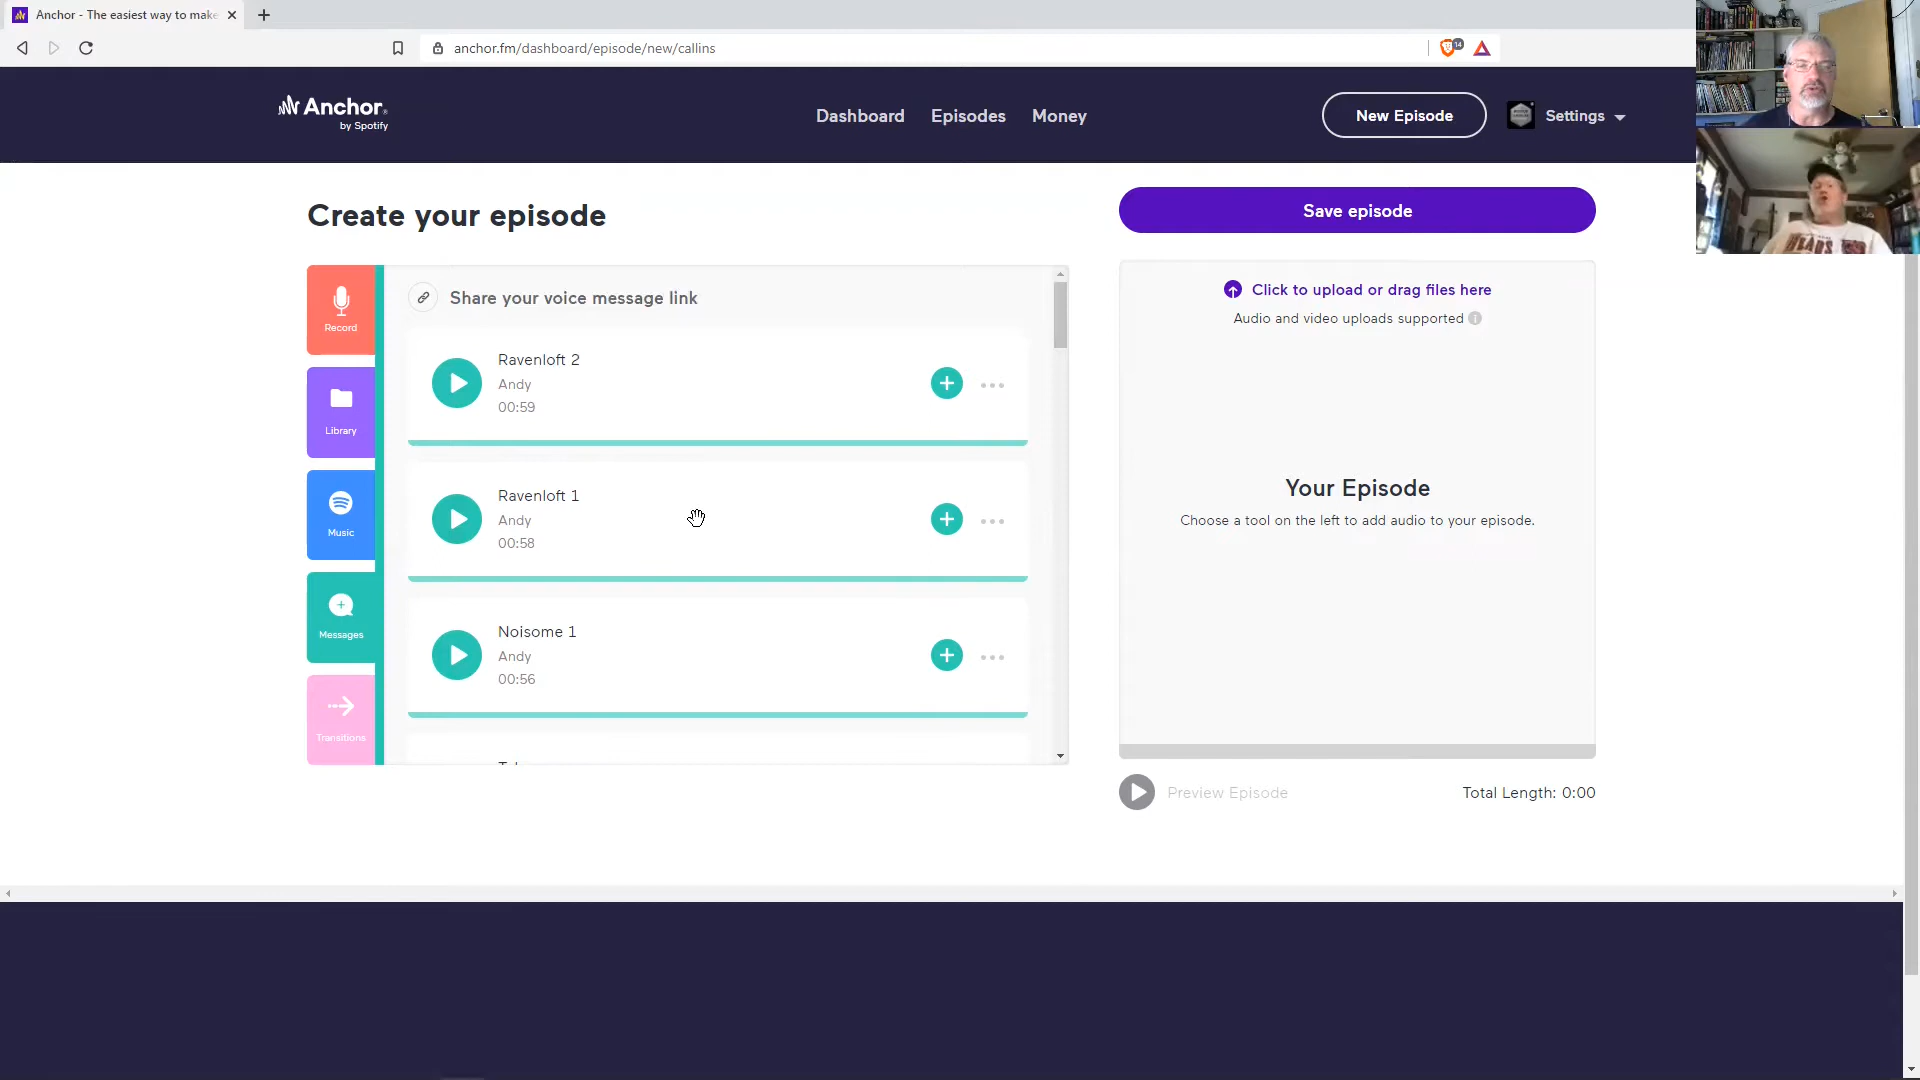 Anchor - The easiest way to make
anchor.fm/dashboard/episode/new/callins
14
Anchor
by Spotify
Dashboard
Episodes
Money
New Episode
Settings
Create your episode
Save episode
Record
Library
Music
Messages
Transitions
Share your voice message link
Ravenloft 2
Andy
00:59
Ravenloft 1
Andy
00:58
Noisome 1
Andy
00:56
Click to upload or drag files here
Audio and video uploads supported
Your Episode
Choose a tool on the left to add audio to your episode.
Preview Episode
Total Length: 0:00